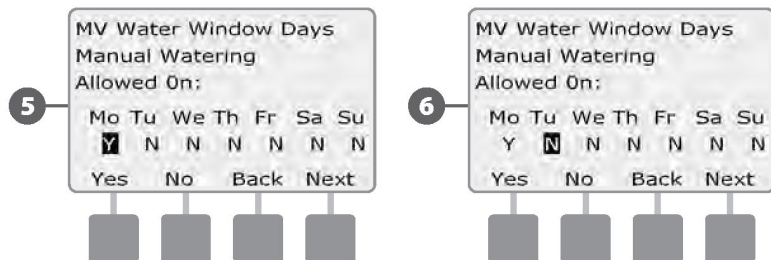 5
MV Water Window Days
Manual Watering
Allowed On:
Mo Tu We Th Fr Sa Su
Y N N N N N N
Yes No Back Next
6
MV Water Window Days
Manual Watering
Allowed On:
Mo Tu We Th Fr Sa Su
Y N N N N N N
Yes No Back Next